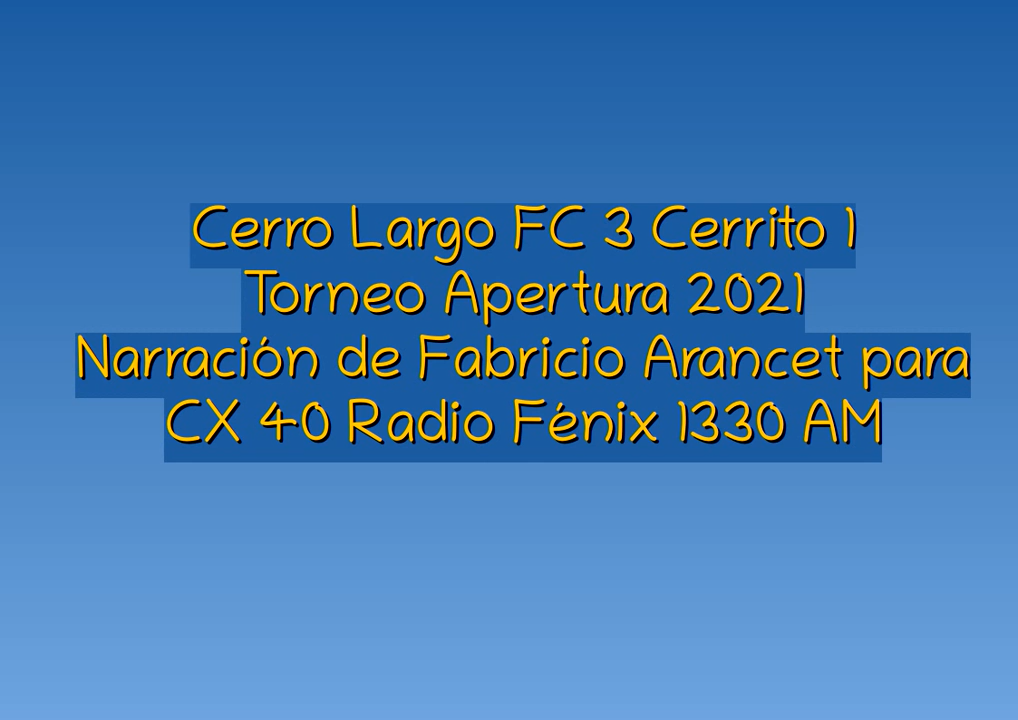 Cerro Largo FC 3 Cerrito 1
Torneo Apertura 2021
Narración de Fabricio Arancet para
CX 40 Radio Fénix 1330 AM